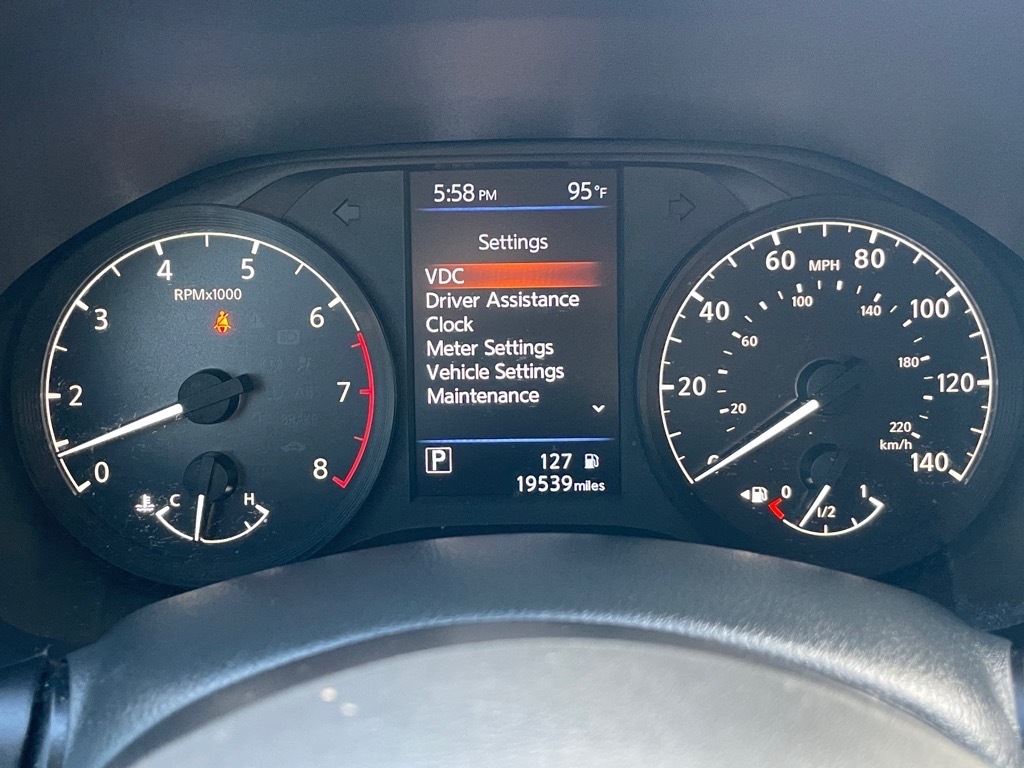 5:58 PM 95°F
Settings
VDC
Driver Assistance
Clock
Meter Settings
Vehicle Settings
Maintenance
P 127
19539 miles
RPMx1000
0
2
3
4
5
6
7
8
C H
MPH
20
40
60
80
100
120
140
20
60
100
140
180
220
km/h
0 1/2 1